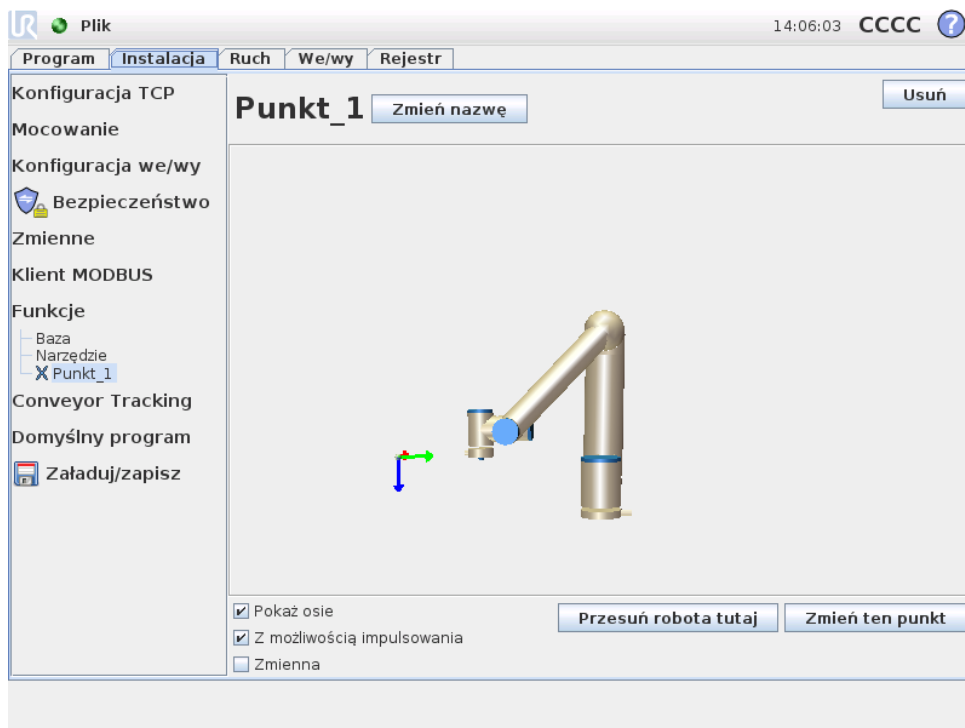 UR Plik 14:06:03 CCCC ?
Program Instalacja Ruch We/wy Rejestr
Konfiguracja TCP
Mocowanie
Konfiguracja we/wy
Bezpieczeństwo
Zmienne
Klient MODBUS
Funkcje
Baza
Narzędzie
Punkt_1
Conveyor Tracking
Domyślny program
Załaduj/zapisz
Punkt_1 Zmień nazwę Usuń
Pokaż osie
Z możliwością impulsowania
Zmienna
Przesuń robota tutaj Zmień ten punkt